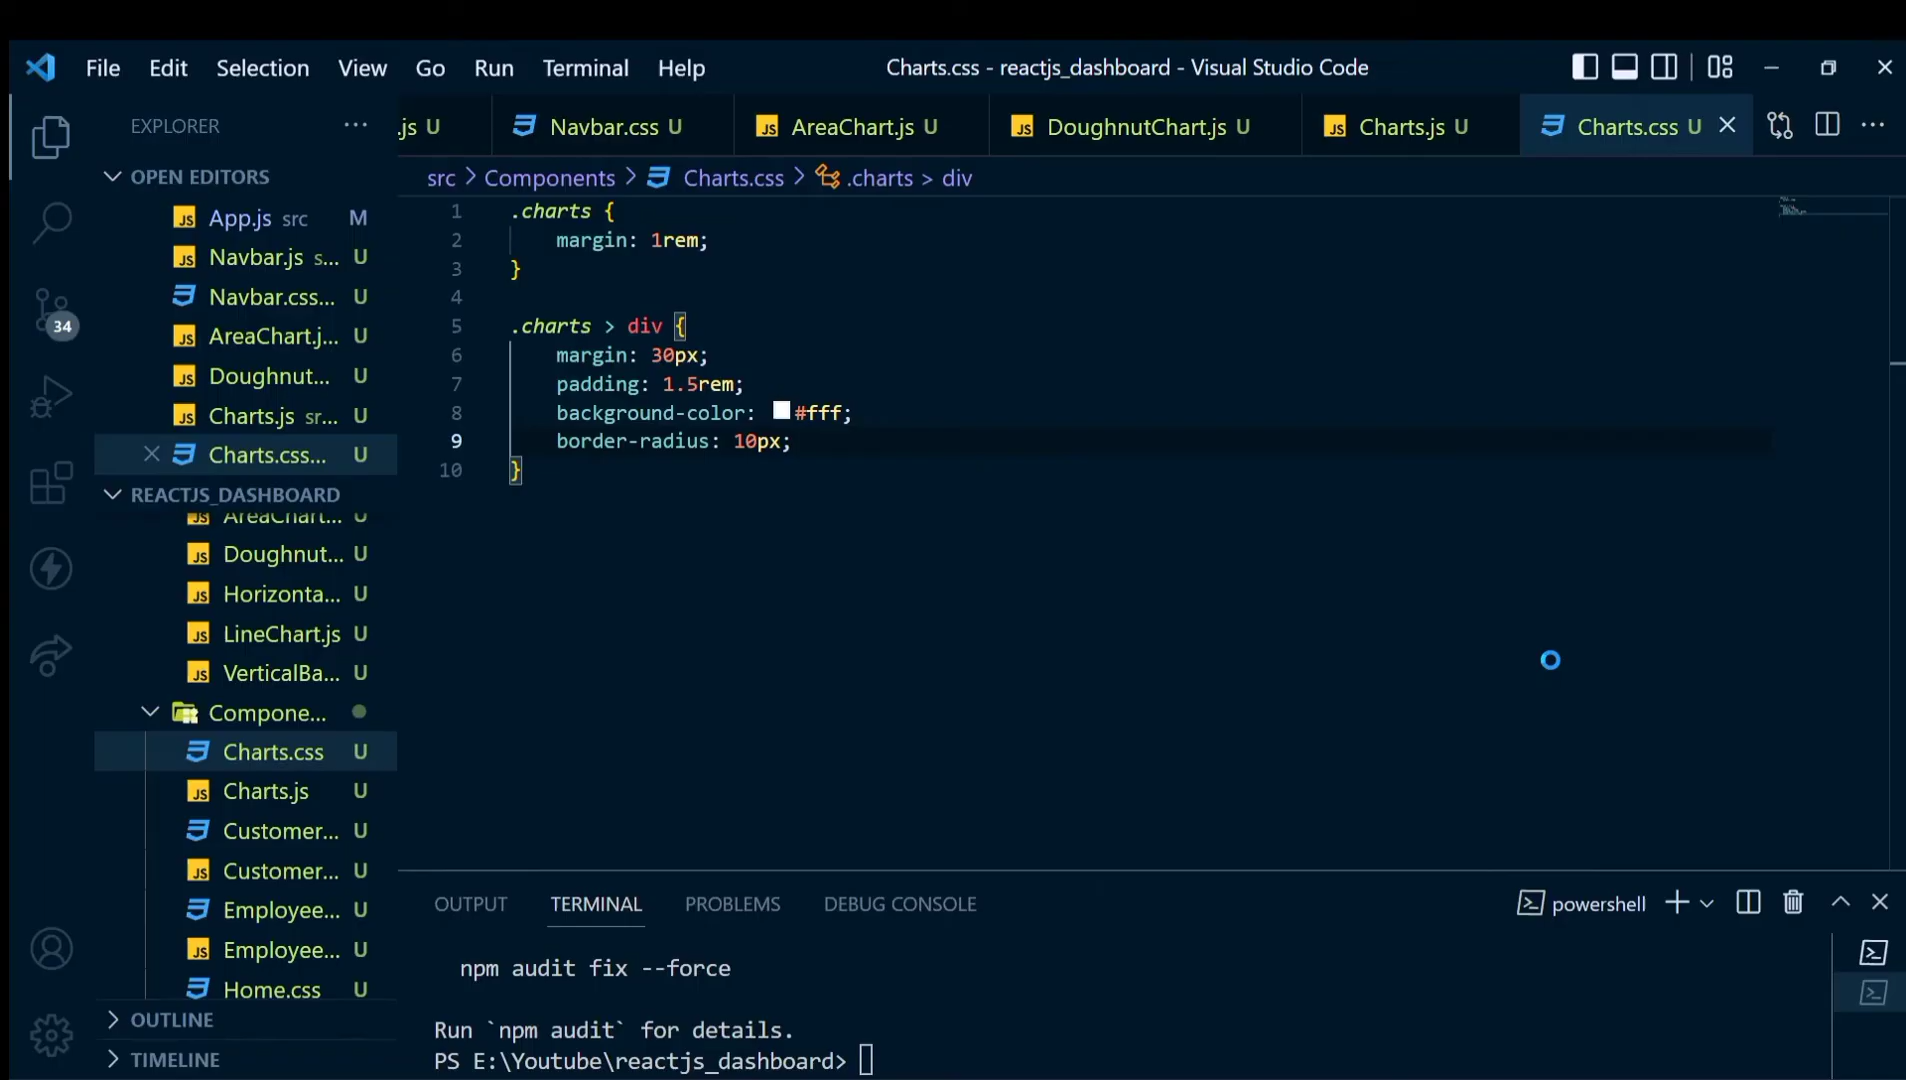 File Edit Selection View Go Run Terminal Help Charts.css - reactjs_dashboard - Visual Studio Code
EXPLORER ...
.js U Navbar.css U AreaChart.js U DoughnutChart.js U Charts.js U Charts.css U
src > Components > Charts.css > .charts > div
OPEN EDITORS
App.js src M
Navbar.js s... U
Navbar.css... U
AreaChart.j... U
Doughnut... U
Charts.js sr... U
Charts.css... U
REACTJS_DASHBOARD
AreaChart... U
Doughnut... U
Horizonta... U
LineChart.js U
VerticalBa... U
Compone...
Charts.css U
Charts.js U
Customer... U
Customer... U
Employee... U
Employee... U
Home.css U
OUTLINE
TIMELINE
34
1 .charts {
2 margin: 1rem;
3 }
4
5 .charts > div {
6 margin: 30px;
7 padding: 1.5rem;
8 background-color: #fff;
9 border-radius: 10px;
10 }
OUTPUT TERMINAL PROBLEMS DEBUG CONSOLE powershell
npm audit fix --force
Run `npm audit` for details.
PS E:\Youtube\reactjs_dashboard>